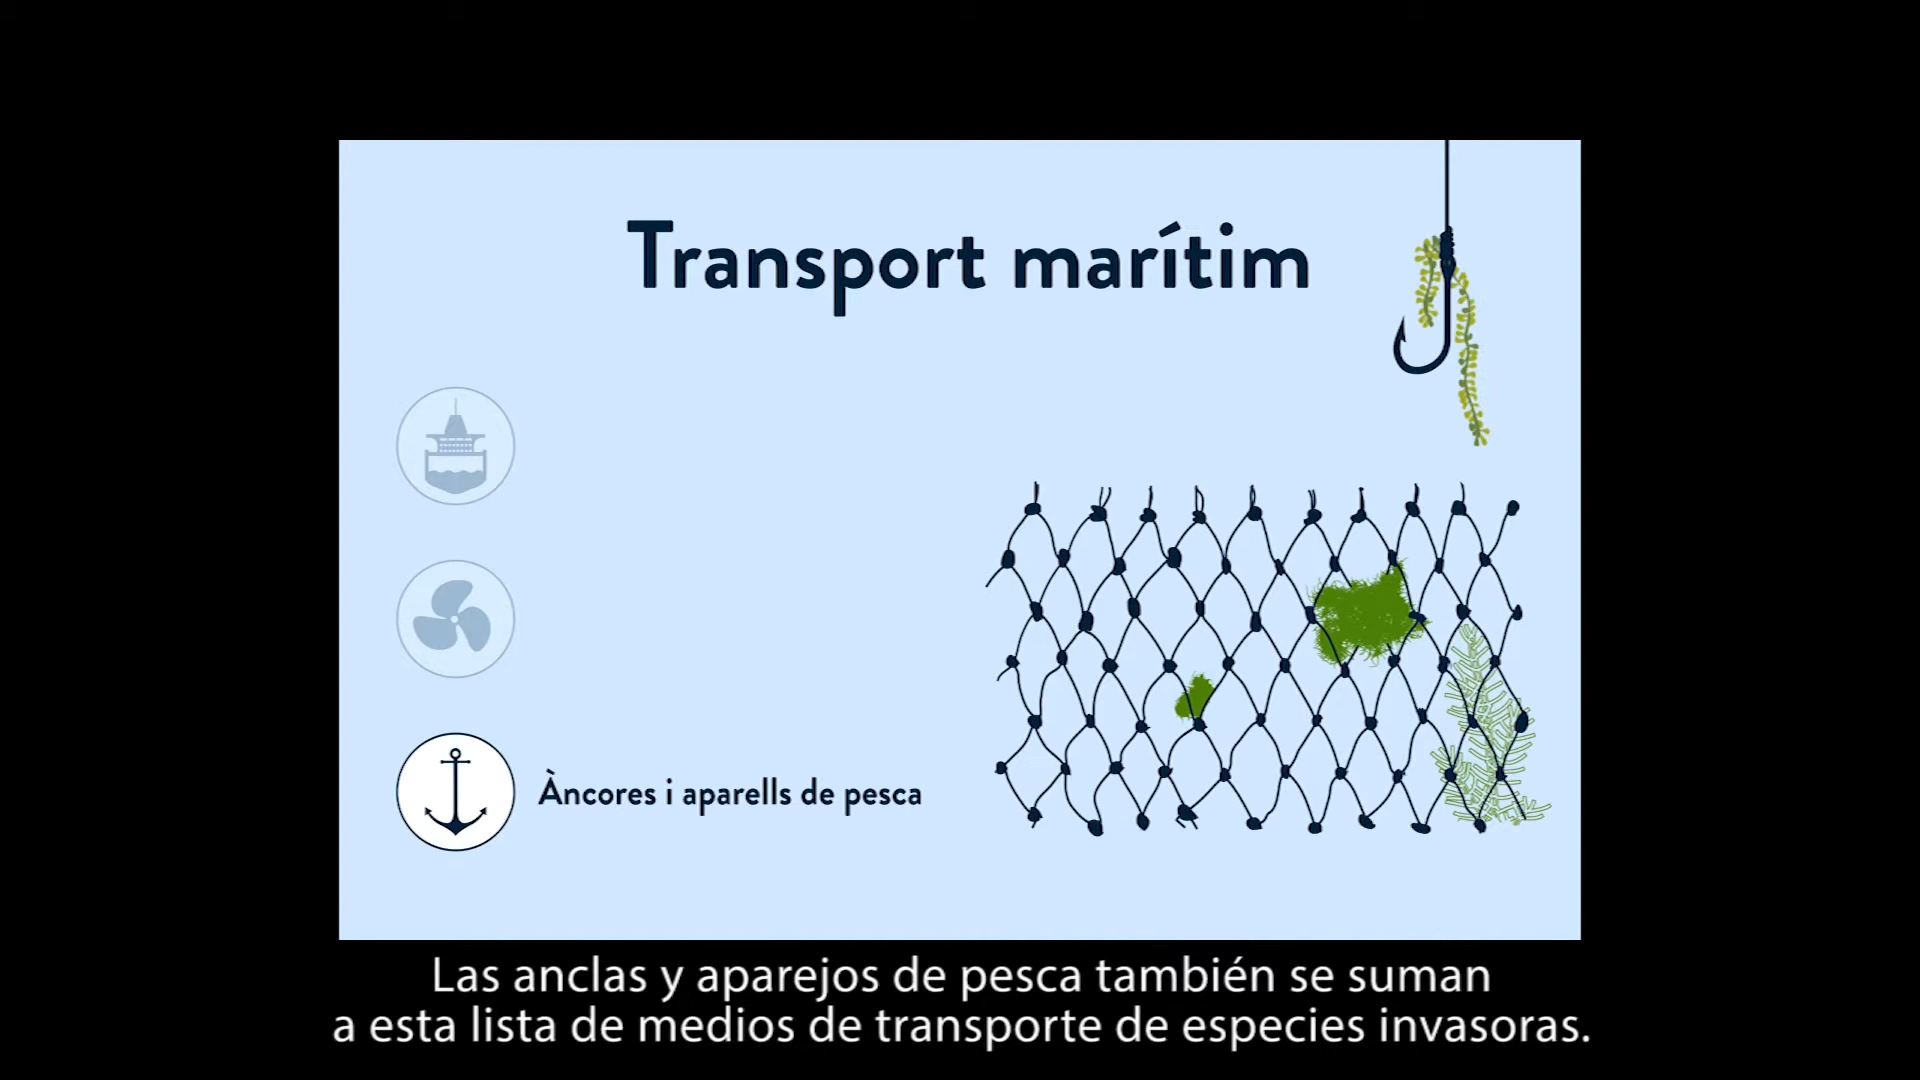 Transport marítim
Àncores i aparells de pesca
Las anclas y aparejos de pesca también se suman
a esta lista de medios de transporte de especies invasoras.